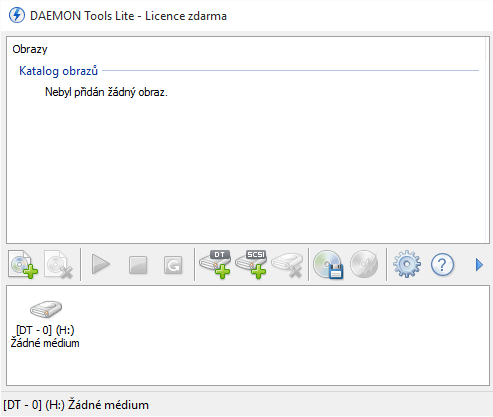 DAEMON Tools Lite - Licence zdarma
Obrazy
Katalog obrazů
Nebyl přidán žádný obraz.
DT
SCSI
G
?
[DT - 0] (H:)
Žádné médium
[DT - 0] (H:) Žádné médium